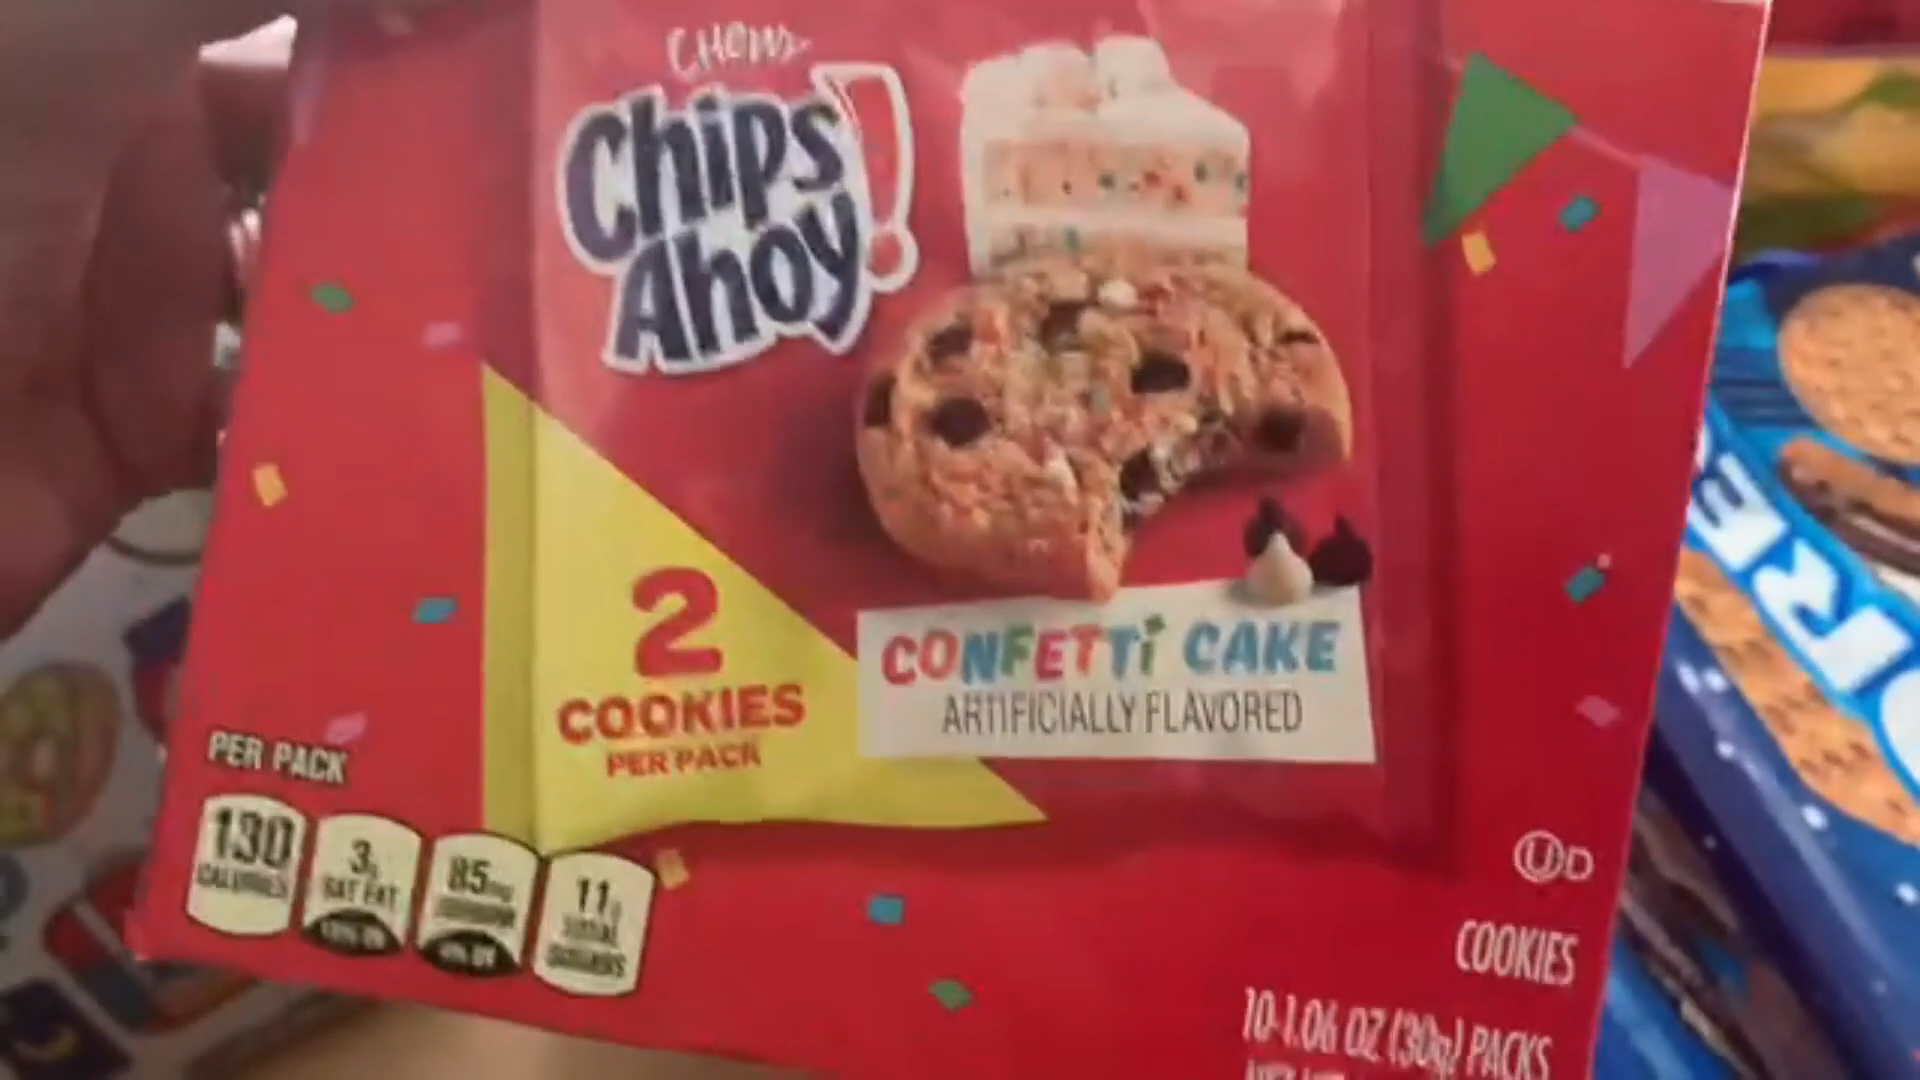 CHEWY
Chips
Ahoy!
2
COOKIES
PER PACK
CONFETTI CAKE
ARTIFICIALLY FLAVORED
PER PACK
130
CALORIES
3g
SAT FAT
85mg
SODIUM
11g
TOTAL
SUGARS
UD
COOKIES
10-1.06 OZ (30g) PACKS